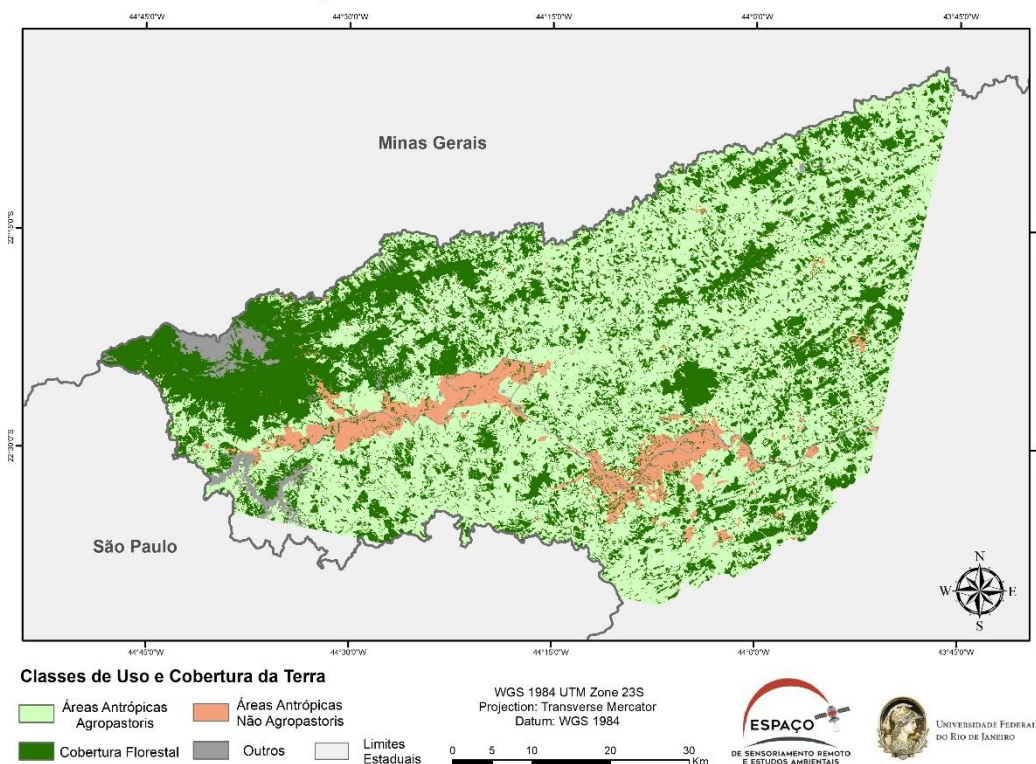 44°45'0"W 44°30'0"W 44°15'0"W 44°0'0"W 43°45'0"W
Minas Gerais
22°15'0"S
22°30'0"S
São Paulo
N
W E
S
44°45'0"W 44°30'0"W 44°15'0"W 44°0'0"W 43°45'0"W
Classes de Uso e Cobertura da Terra
Áreas Antrópicas
Agropastoris
Áreas Antrópicas
Não Agropastoris
Cobertura Florestal
Outros
Limites
Estaduais
WGS 1984 UTM Zone 23S
Projection: Transverse Mercator
Datum: WGS 1984
0 5 10 20 30
Km
ESPAÇO
DE SENSORIAMENTO REMOTO
E ESTUDOS AMBIENTAIS
UNIVERSIDADE FEDERAL
DO RIO DE JANEIRO